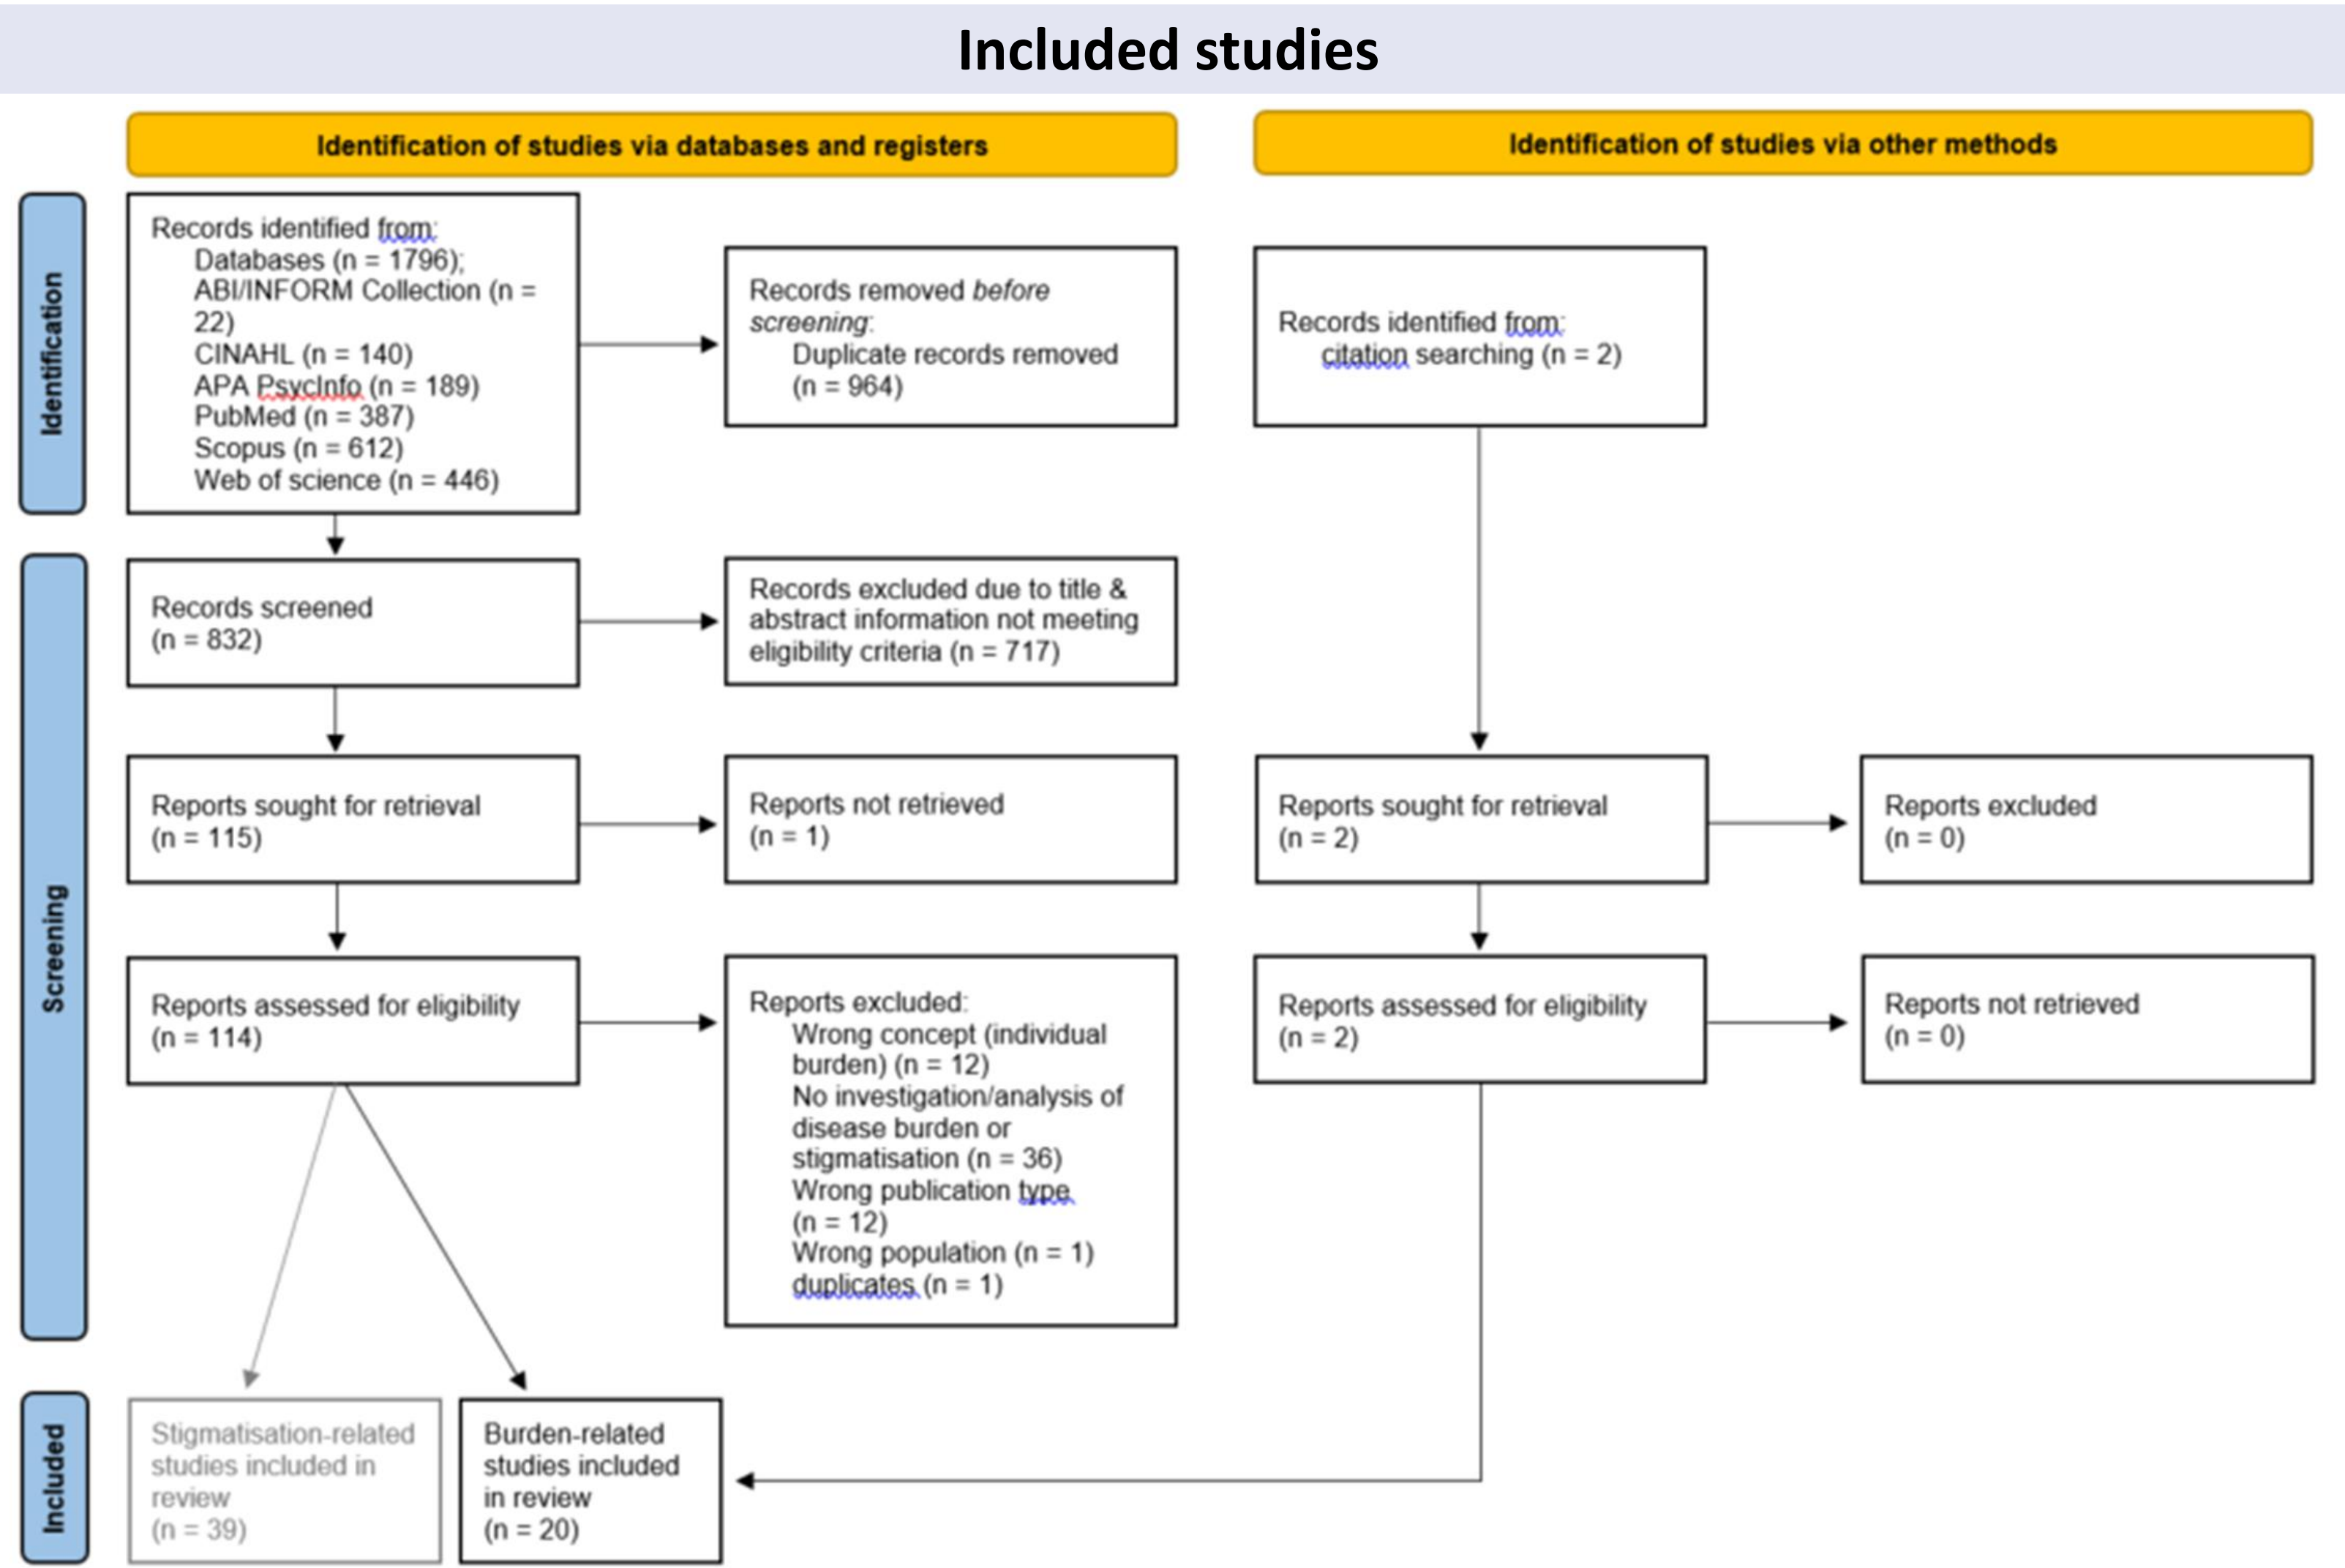 Included studies
Identification of studies via databases and registers
Identification of studies via other methods
Identification
Records identified from:
Databases (n = 1796);
ABI/INFORM Collection (n =
22)
CINAHL (n = 140)
APA PsycInfo (n = 189)
PubMed (n = 387)
Scopus (n = 612)
Web of science (n = 446)
Records removed before
screening:
Duplicate records removed
(n = 964)
Records identified from:
citation searching (n = 2)
Screening
Records screened
(n = 832)
Records excluded due to title &
abstract information not meeting
eligibility criteria (n = 717)
Reports sought for retrieval
(n = 115)
Reports not retrieved
(n = 1)
Reports sought for retrieval
(n = 2)
Reports excluded
(n = 0)
Reports assessed for eligibility
(n = 114)
Reports excluded:
Wrong concept (individual
burden) (n = 12)
No investigation/analysis of
disease burden or
stigmatisation (n = 36)
Wrong publication type
(n = 12)
Wrong population (n = 1)
duplicates (n = 1)
Reports assessed for eligibility
(n = 2)
Reports not retrieved
(n = 0)
Included
Stigmatisation-related
studies included in
review
(n = 39)
Burden-related
studies included
in review
(n = 20)